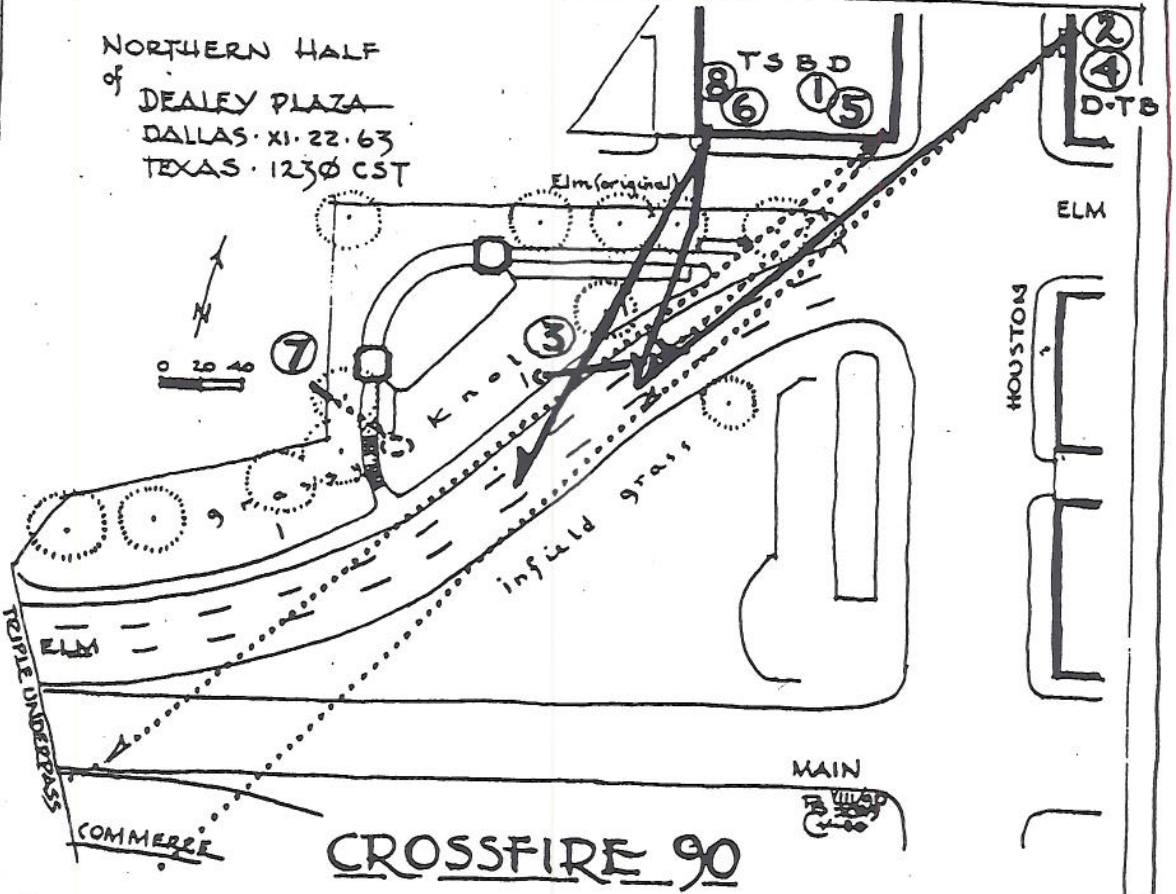 NORTHERN HALF
of
DEALEY PLAZA
DALLAS · XI. 22. 63
TEXAS · 1230 CST
TSBD
8
6
1
5
2
4
D·TB
Elm (original)
ELM
N
0 20 40
7
3
Knoll
grassy
infield grass
HOUSTON
TRIPLE UNDERPASS
ELM
MAIN
COMMERRE
CROSSFIRE 90